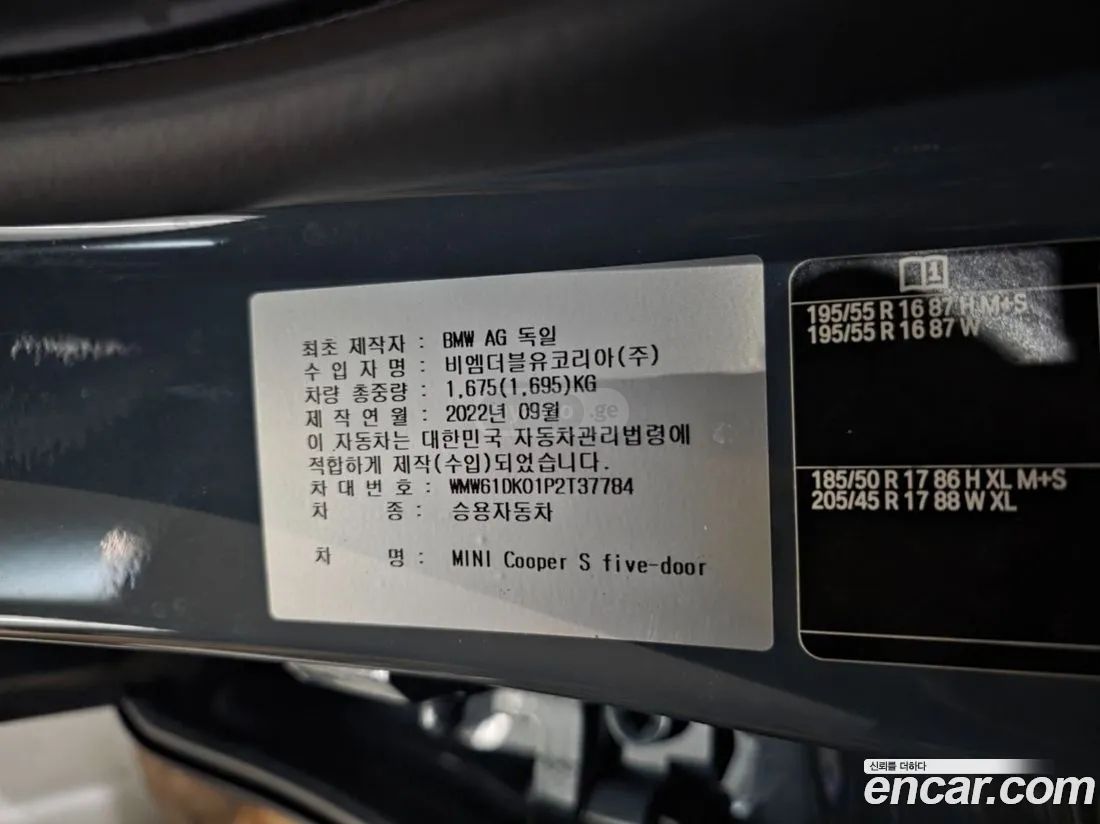 최초 제작자 : BMW AG 독일
수 입 자 명 : 비엠더블유코리아(주)
차량 총중량 : 1,675(1,695)KG
제 작 연 월 : 2022년 09월
이 자동차는 대한민국 자동차관리법령에
적합하게 제작(수입)되었습니다.
차 대 번 호 : WMW61DK01P2T37784
차 종 : 승용자동차
차 명 : MINI Cooper S five-door
1
195/55 R 16 87 H M+S
195/55 R 16 87 W
185/50 R 17 86 H XL M+S
205/45 R 17 88 W XL
.ge
신뢰를 더하다
encar.com